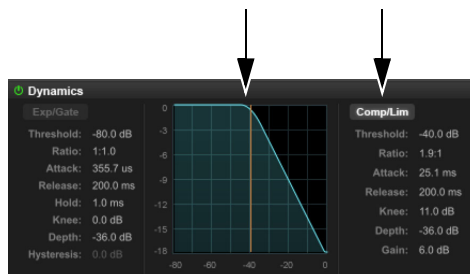 Dynamics
Exp/Gate
Threshold: -80.0 dB
Ratio: 1:1.0
Attack: 355.7 us
Release: 200.0 ms
Hold: 1.0 ms
Knee: 0.0 dB
Depth: -36.0 dB
Hysteresis: 0.0 dB
0
-3
-6
-9
-12
-15
-18
-80 -60 -40 -20 0
Comp/Lim
Threshold: -40.0 dB
Ratio: 1.9:1
Attack: 25.1 ms
Release: 200.0 ms
Knee: 11.0 dB
Depth: -36.0 dB
Gain: 6.0 dB